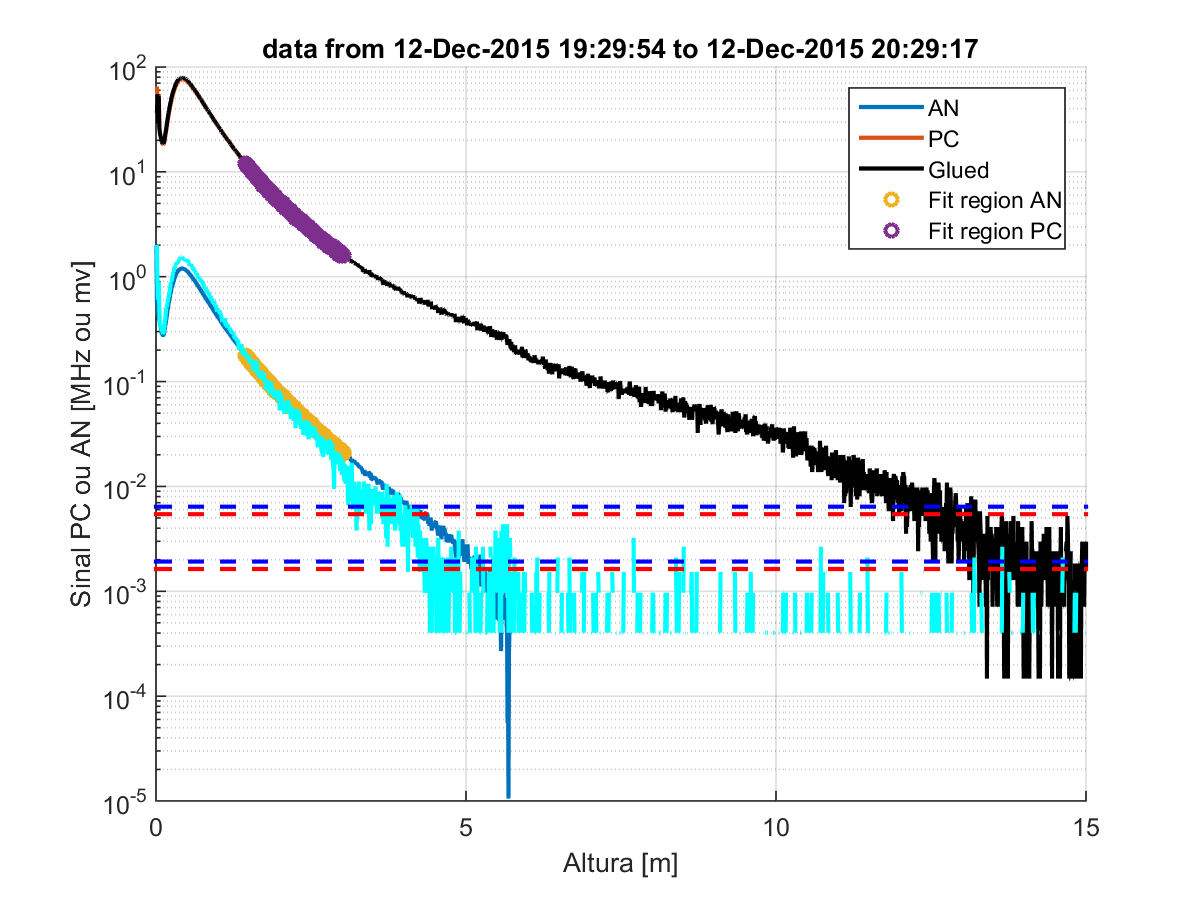 data from 12-Dec-2015 19:29:54 to 12-Dec-2015 20:29:17
AN
PC
Glued
Fit region AN
Fit region PC
Sinal PC ou AN [MHz ou mv]
10^2
10^1
10^0
10^-1
10^-2
10^-3
10^-4
10^-5
0 5 10 15
Altura [m]